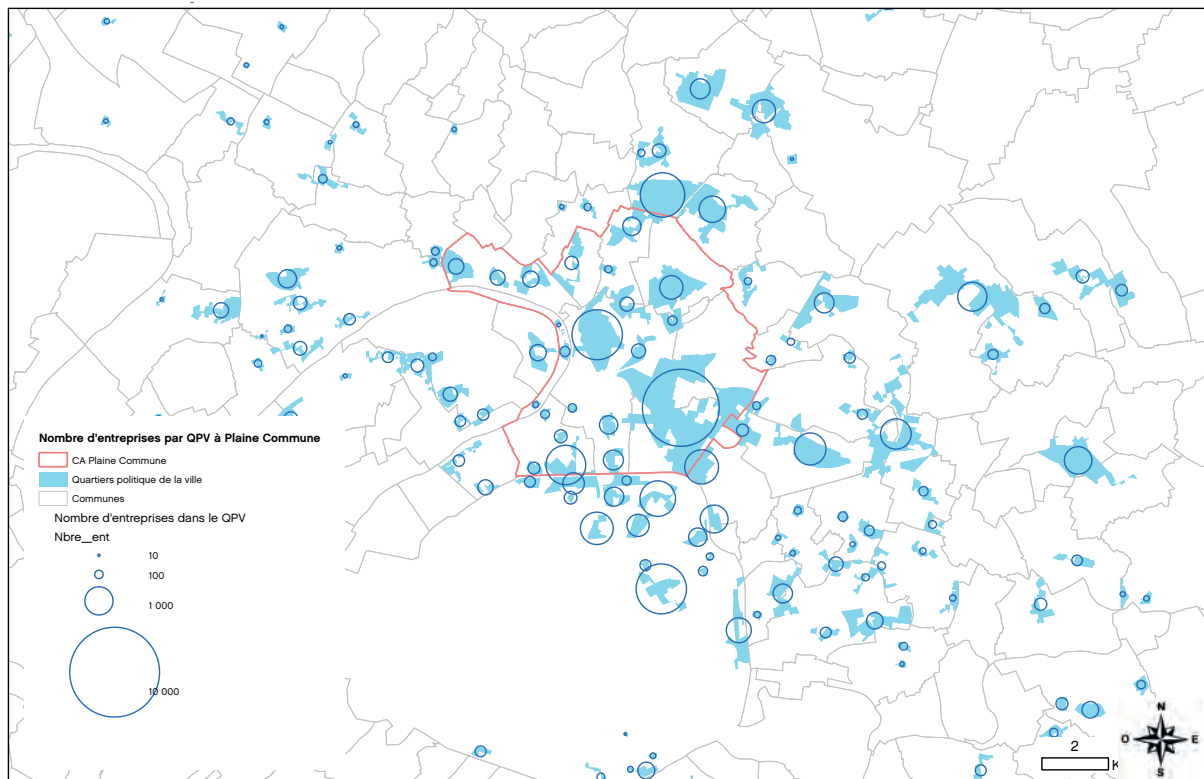 Nombre d'entreprises par QPV à Plaine Commune
CA Plaine Commune
Quartiers politique de la ville
Communes
Nombre d'entreprises dans le QPV
Nbre_ent
10
100
1 000
10 000
2
K
N
O
E
S